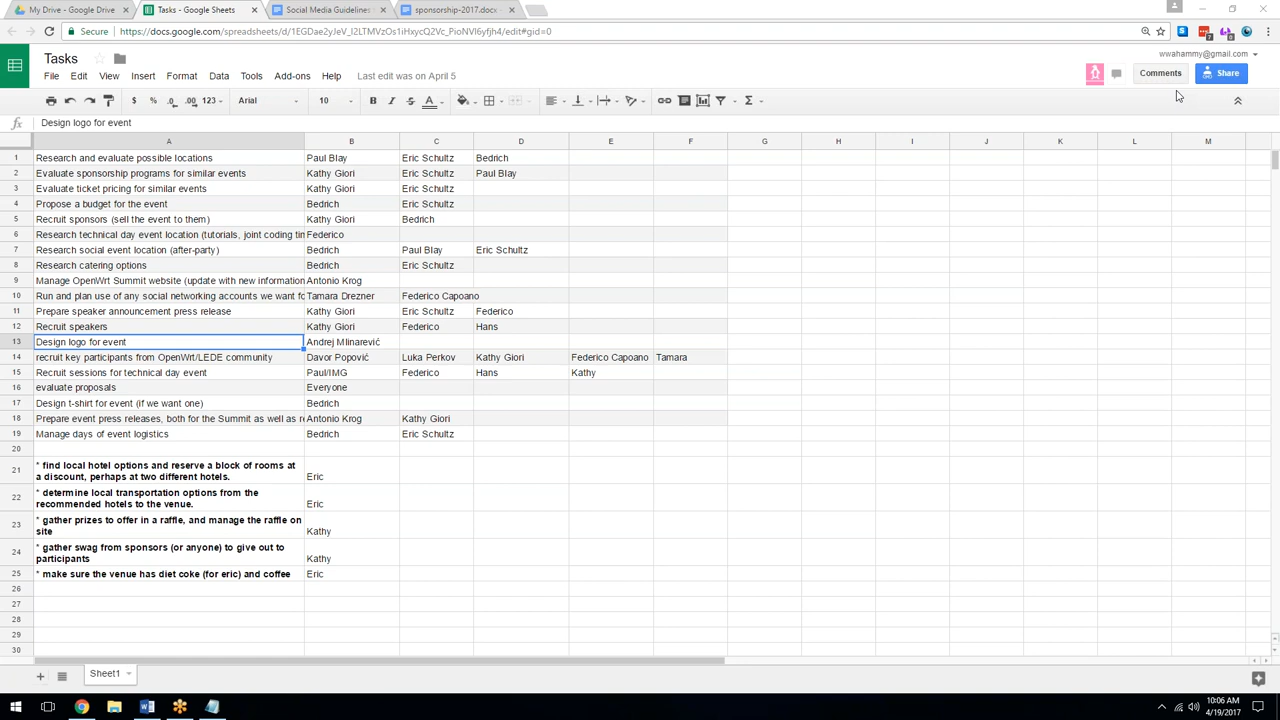 My Drive - Google Drive
Tasks - Google Sheets
Social Media Guidelines
sponsorship-2017.docx -
Secure
https://docs.google.com/spreadsheets/d/1EGDae2yJeV_I2LTMVzOs1iHxycQ2Vc_PioNVI6yfjh4/edit#gid=0
Tasks
wwahammy@gmail.com
File Edit View Insert Format Data Tools Add-ons Help Last edit was on April 5
Comments
Share
$ % .0 .00 123 Arial 10 B I S A Σ
fx Design logo for event
A B C D E F G H I J K L M
1 Research and evaluate possible locations Paul Blay Eric Schultz Bedrich
2 Evaluate sponsorship programs for similar events Kathy Giori Eric Schultz Paul Blay
3 Evaluate ticket pricing for similar events Kathy Giori Eric Schultz
4 Propose a budget for the event Bedrich Eric Schultz
5 Recruit sponsors (sell the event to them) Kathy Giori Bedrich
6 Research technical day event location (tutorials, joint coding tim Federico
7 Research social event location (after-party) Bedrich Paul Blay Eric Schultz
8 Research catering options Bedrich Eric Schultz
9 Manage OpenWrt Summit website (update with new information Antonio Krog
10 Run and plan use of any social networking accounts we want fo Tamara Drezner Federico Capoano
11 Prepare speaker announcement press release Kathy Giori Eric Schultz Federico
12 Recruit speakers Kathy Giori Federico Hans
13 Design logo for event Andrej Mlinarević
14 recruit key participants from OpenWrt/LEDE community Davor Popović Luka Perkov Kathy Giori Federico Capoano Tamara
15 Recruit sessions for technical day event Paul/IMG Federico Hans Kathy
16 evaluate proposals Everyone
17 Design t-shirt for event (if we want one) Bedrich
18 Prepare event press releases, both for the Summit as well as re Antonio Krog Kathy Giori
19 Manage days of event logistics Bedrich Eric Schultz
20
* find local hotel options and reserve a block of rooms at
21 a discount, perhaps at two different hotels. Eric
* determine local transportation options from the
22 recommended hotels to the venue. Eric
* gather prizes to offer in a raffle, and manage the raffle on
23 site Kathy
* gather swag from sponsors (or anyone) to give out to
24 participants Kathy
25 * make sure the venue has diet coke (for eric) and coffee Eric
26
27
28
29
30
Sheet1
10:06 AM
4/19/2017